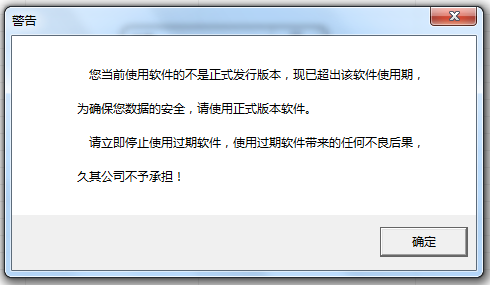 警告
您当前使用软件的不是正式发行版本，现已超出该软件使用期，
为确保您数据的安全，请使用正式版本软件。
请立即停止使用过期软件，使用过期软件带来的任何不良后果，
久其公司不予承担！
确定